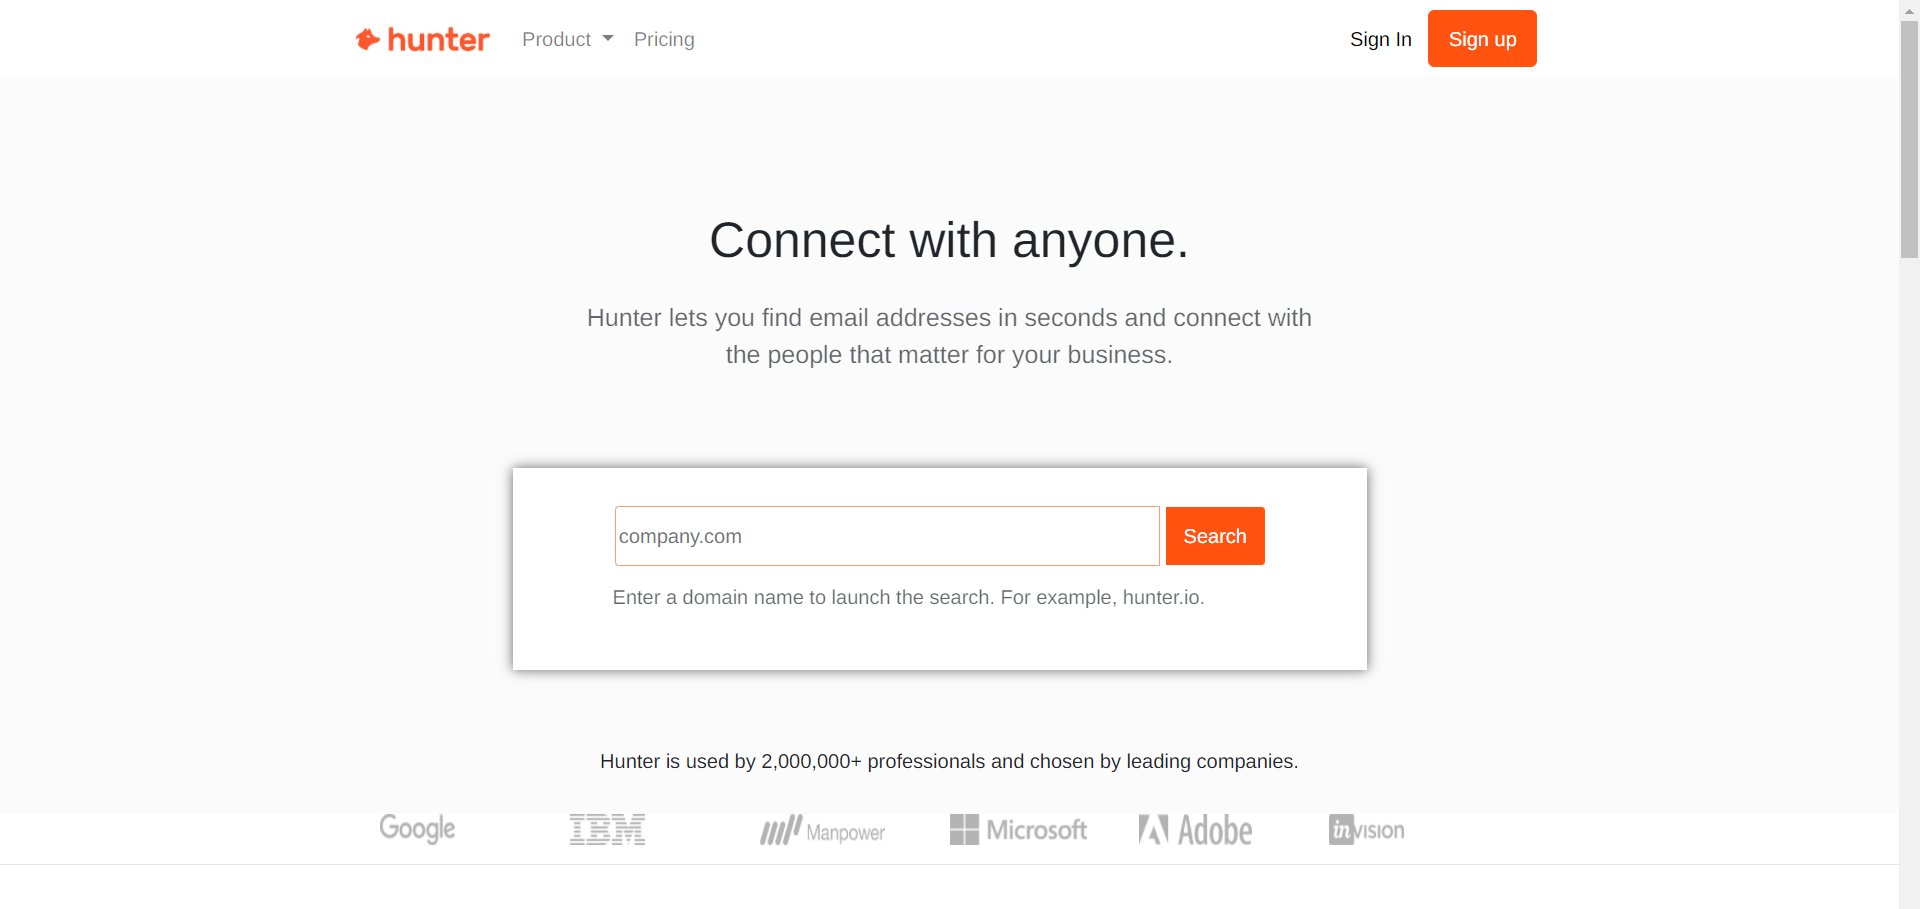 hunter Product Pricing Sign In Sign up
Connect with anyone.
Hunter lets you find email addresses in seconds and connect with
the people that matter for your business.
company.com Search
Enter a domain name to launch the search. For example, hunter.io.
Hunter is used by 2,000,000+ professionals and chosen by leading companies.
Google IBM Manpower Microsoft Adobe inVISION